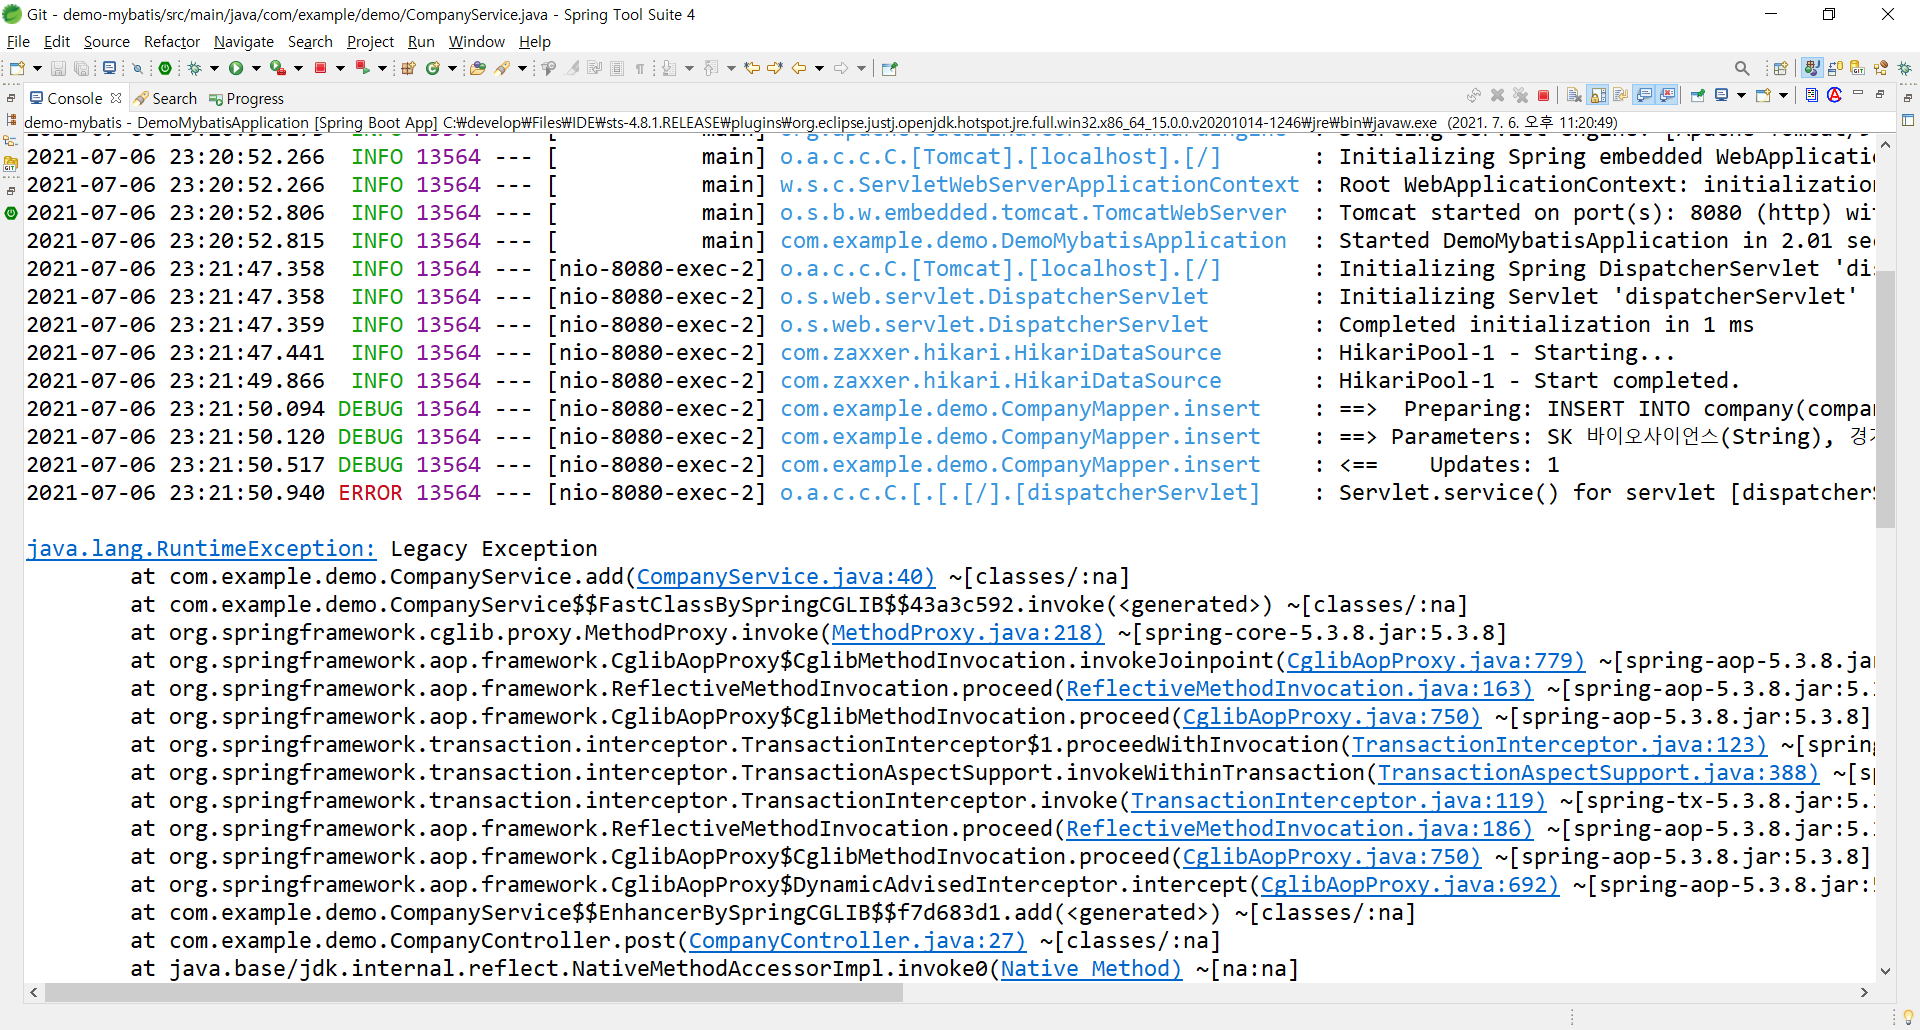 Git - demo-mybatis/src/main/java/com/example/demo/CompanyService.java - Spring Tool Suite 4
File Edit Source Refactor Navigate Search Project Run Window Help
Console Search Progress
demo-mybatis - DemoMybatisApplication [Spring Boot App] C:₩develop₩Files₩IDE₩sts-4.8.1.RELEASE₩plugins₩org.eclipse.justj.openjdk.hotspot.jre.full.win32.x86_64_15.0.0.v20201014-1246₩jre₩bin₩javaw.exe (2021. 7. 6. 오후 11:20:49)
2021-07-06 23:20:52.266  INFO 13564 --- [           main] o.a.c.c.C.[Tomcat].[localhost].[/]       : Initializing Spring embedded WebApplicatio
2021-07-06 23:20:52.266  INFO 13564 --- [           main] w.s.c.ServletWebServerApplicationContext : Root WebApplicationContext: initialization
2021-07-06 23:20:52.806  INFO 13564 --- [           main] o.s.b.w.embedded.tomcat.TomcatWebServer  : Tomcat started on port(s): 8080 (http) wit
2021-07-06 23:20:52.815  INFO 13564 --- [           main] com.example.demo.DemoMybatisApplication  : Started DemoMybatisApplication in 2.01 sec
2021-07-06 23:21:47.358  INFO 13564 --- [nio-8080-exec-2] o.a.c.c.C.[Tomcat].[localhost].[/]       : Initializing Spring DispatcherServlet 'dis
2021-07-06 23:21:47.358  INFO 13564 --- [nio-8080-exec-2] o.s.web.servlet.DispatcherServlet        : Initializing Servlet 'dispatcherServlet'
2021-07-06 23:21:47.359  INFO 13564 --- [nio-8080-exec-2] o.s.web.servlet.DispatcherServlet        : Completed initialization in 1 ms
2021-07-06 23:21:47.441  INFO 13564 --- [nio-8080-exec-2] com.zaxxer.hikari.HikariDataSource       : HikariPool-1 - Starting...
2021-07-06 23:21:49.866  INFO 13564 --- [nio-8080-exec-2] com.zaxxer.hikari.HikariDataSource       : HikariPool-1 - Start completed.
2021-07-06 23:21:50.094 DEBUG 13564 --- [nio-8080-exec-2] com.example.demo.CompanyMapper.insert    : ==>  Preparing: INSERT INTO company(compan
2021-07-06 23:21:50.120 DEBUG 13564 --- [nio-8080-exec-2] com.example.demo.CompanyMapper.insert    : ==> Parameters: SK 바이오사이언스(String), 경기
2021-07-06 23:21:50.517 DEBUG 13564 --- [nio-8080-exec-2] com.example.demo.CompanyMapper.insert    : <==    Updates: 1
2021-07-06 23:21:50.940 ERROR 13564 --- [nio-8080-exec-2] o.a.c.c.C.[.[.[/].[dispatcherServlet]    : Servlet.service() for servlet [dispatcherS
java.lang.RuntimeException: Legacy Exception
at com.example.demo.CompanyService.add(CompanyService.java:40) ~[classes/:na]
at com.example.demo.CompanyService$$FastClassBySpringCGLIB$$43a3c592.invoke(<generated>) ~[classes/:na]
at org.springframework.cglib.proxy.MethodProxy.invoke(MethodProxy.java:218) ~[spring-core-5.3.8.jar:5.3.8]
at org.springframework.aop.framework.CglibAopProxy$CglibMethodInvocation.invokeJoinpoint(CglibAopProxy.java:779) ~[spring-aop-5.3.8.jar
at org.springframework.aop.framework.ReflectiveMethodInvocation.proceed(ReflectiveMethodInvocation.java:163) ~[spring-aop-5.3.8.jar:5.3
at org.springframework.aop.framework.CglibAopProxy$CglibMethodInvocation.proceed(CglibAopProxy.java:750) ~[spring-aop-5.3.8.jar:5.3.8]
at org.springframework.transaction.interceptor.TransactionInterceptor$1.proceedWithInvocation(TransactionInterceptor.java:123) ~[spring
at org.springframework.transaction.interceptor.TransactionAspectSupport.invokeWithinTransaction(TransactionAspectSupport.java:388) ~[sp
at org.springframework.transaction.interceptor.TransactionInterceptor.invoke(TransactionInterceptor.java:119) ~[spring-tx-5.3.8.jar:5.3
at org.springframework.aop.framework.ReflectiveMethodInvocation.proceed(ReflectiveMethodInvocation.java:186) ~[spring-aop-5.3.8.jar:5.3
at org.springframework.aop.framework.CglibAopProxy$CglibMethodInvocation.proceed(CglibAopProxy.java:750) ~[spring-aop-5.3.8.jar:5.3.8]
at org.springframework.aop.framework.CglibAopProxy$DynamicAdvisedInterceptor.intercept(CglibAopProxy.java:692) ~[spring-aop-5.3.8.jar:5
at com.example.demo.CompanyService$$EnhancerBySpringCGLIB$$f7d683d1.add(<generated>) ~[classes/:na]
at com.example.demo.CompanyController.post(CompanyController.java:27) ~[classes/:na]
at java.base/jdk.internal.reflect.NativeMethodAccessorImpl.invoke0(Native Method) ~[na:na]